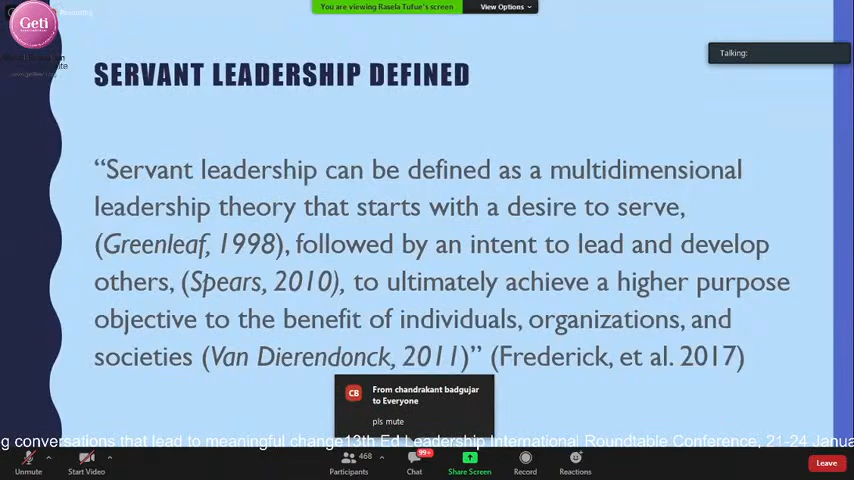 Geti
You are viewing Rasela Tufue's screen
View Options
Talking:
SERVANT LEADERSHIP DEFINED
“Servant leadership can be defined as a multidimensional
leadership theory that starts with a desire to serve,
(Greenleaf, 1998), followed by an intent to lead and develop
others, (Spears, 2010), to ultimately achieve a higher purpose
objective to the benefit of individuals, organizations, and
societies (Van Dierendonck, 2011)” (Frederick, et al. 2017)
CB
From chandrakant badgujar
to Everyone
pls mute
g conversations that lead to meaningful change13th Ed Leadership International Roundtable Conference, 21-24 Janua
Unmute
Start Video
468
Participants
99+
Chat
Share Screen
Record
Reactions
Leave